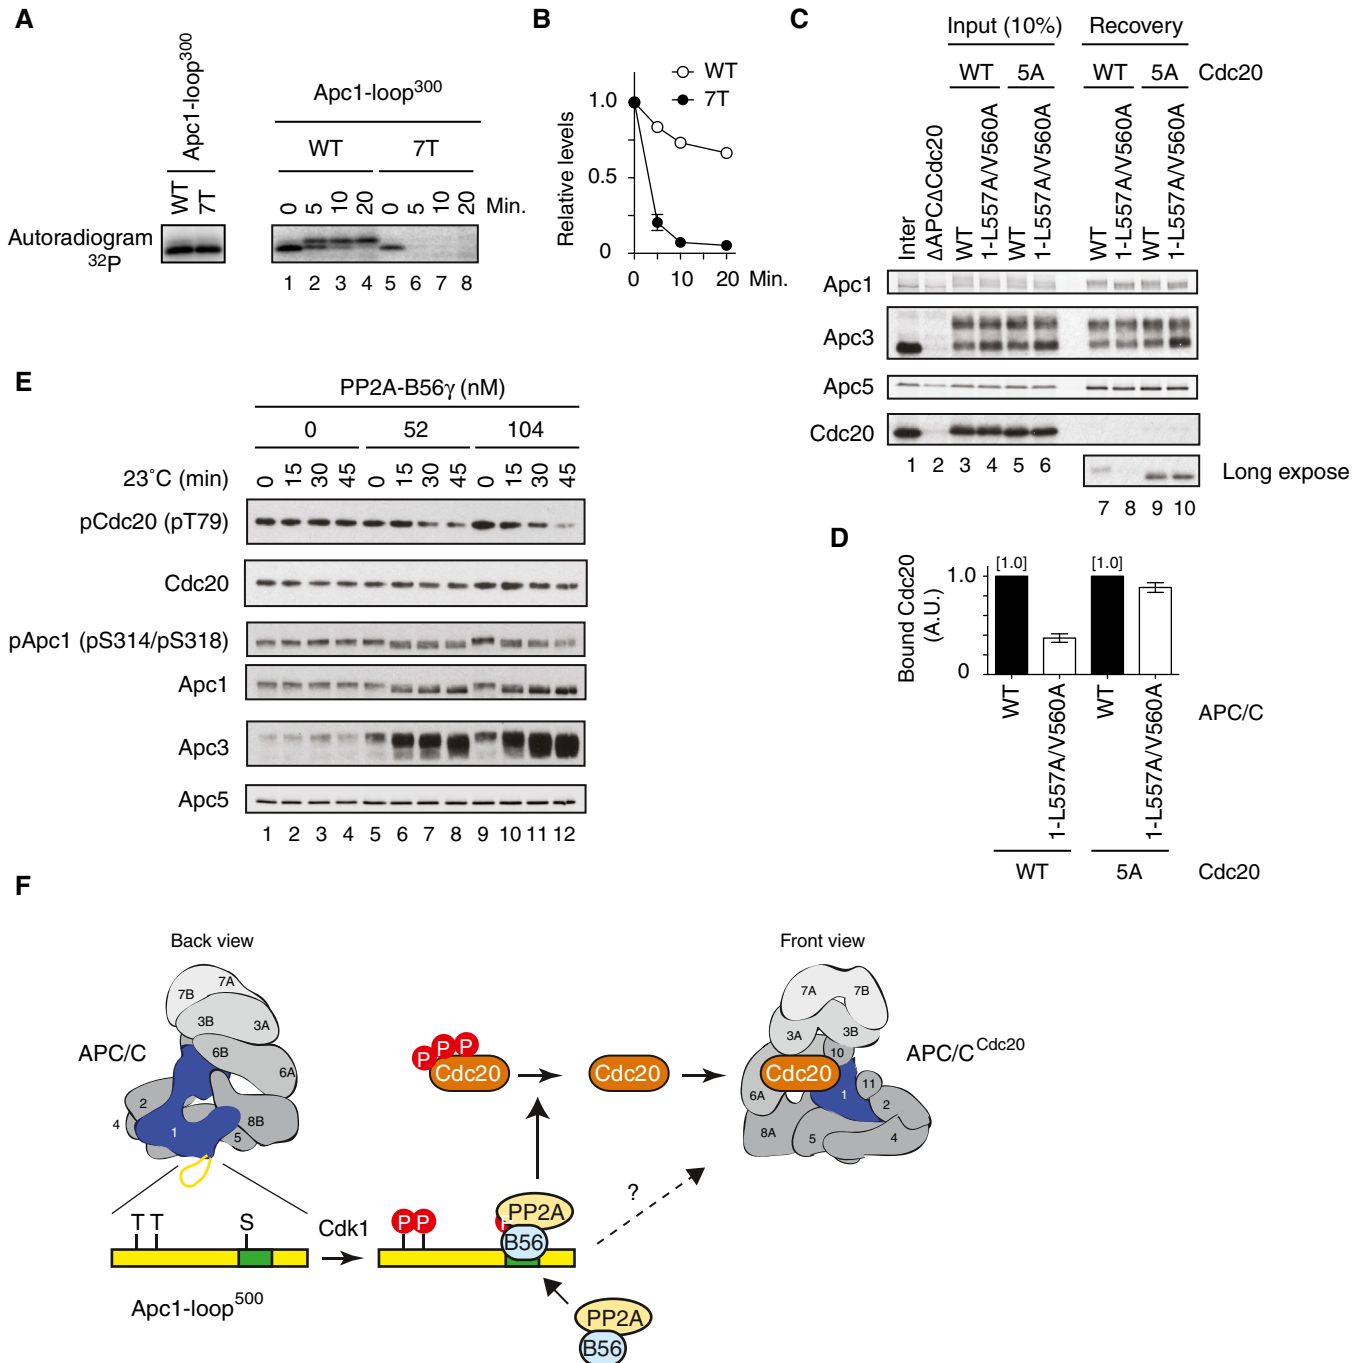 A
Apc1-loop300
WT
7T
Autoradiogram
32P
Apc1-loop300
WT 7T
0 5 10 20 0 5 10 20 Min.
1 2 3 4 5 6 7 8
B
WT
7T
Relative levels
1.0
0.5
0
0 10 20 Min.
C
Input (10%) Recovery
WT 5A WT 5A Cdc20
Inter
ΔAPCΔCdc20
WT
1-L557A/V560A
WT
1-L557A/V560A
WT
1-L557A/V560A
WT
1-L557A/V560A
Apc1
Apc3
Apc5
Cdc20
1 2 3 4 5 6
Long expose
7 8 9 10
D
Bound Cdc20
(A.U.)
1.0
0
[1.0] [1.0]
WT
1-L557A/V560A
WT
1-L557A/V560A
APC/C
WT 5A Cdc20
E
PP2A-B56γ (nM)
0 52 104
23˚C (min) 0 15 30 45 0 15 30 45 0 15 30 45
pCdc20 (pT79)
Cdc20
pApc1 (pS314/pS318)
Apc1
Apc3
Apc5
1 2 3 4 5 6 7 8 9 10 11 12
F
Back view
APC/C
7B 7A
3B 3A
6B 6A
2
4
1
5
8B
T T S
Apc1-loop500
Cdk1
P P P
Cdc20
Cdc20
P P
PP2A
B56
PP2A
B56
?
Front view
APC/CCdc20
7A 7B
3A 3B
10
Cdc20
11
6A
1
2
8A 5 4